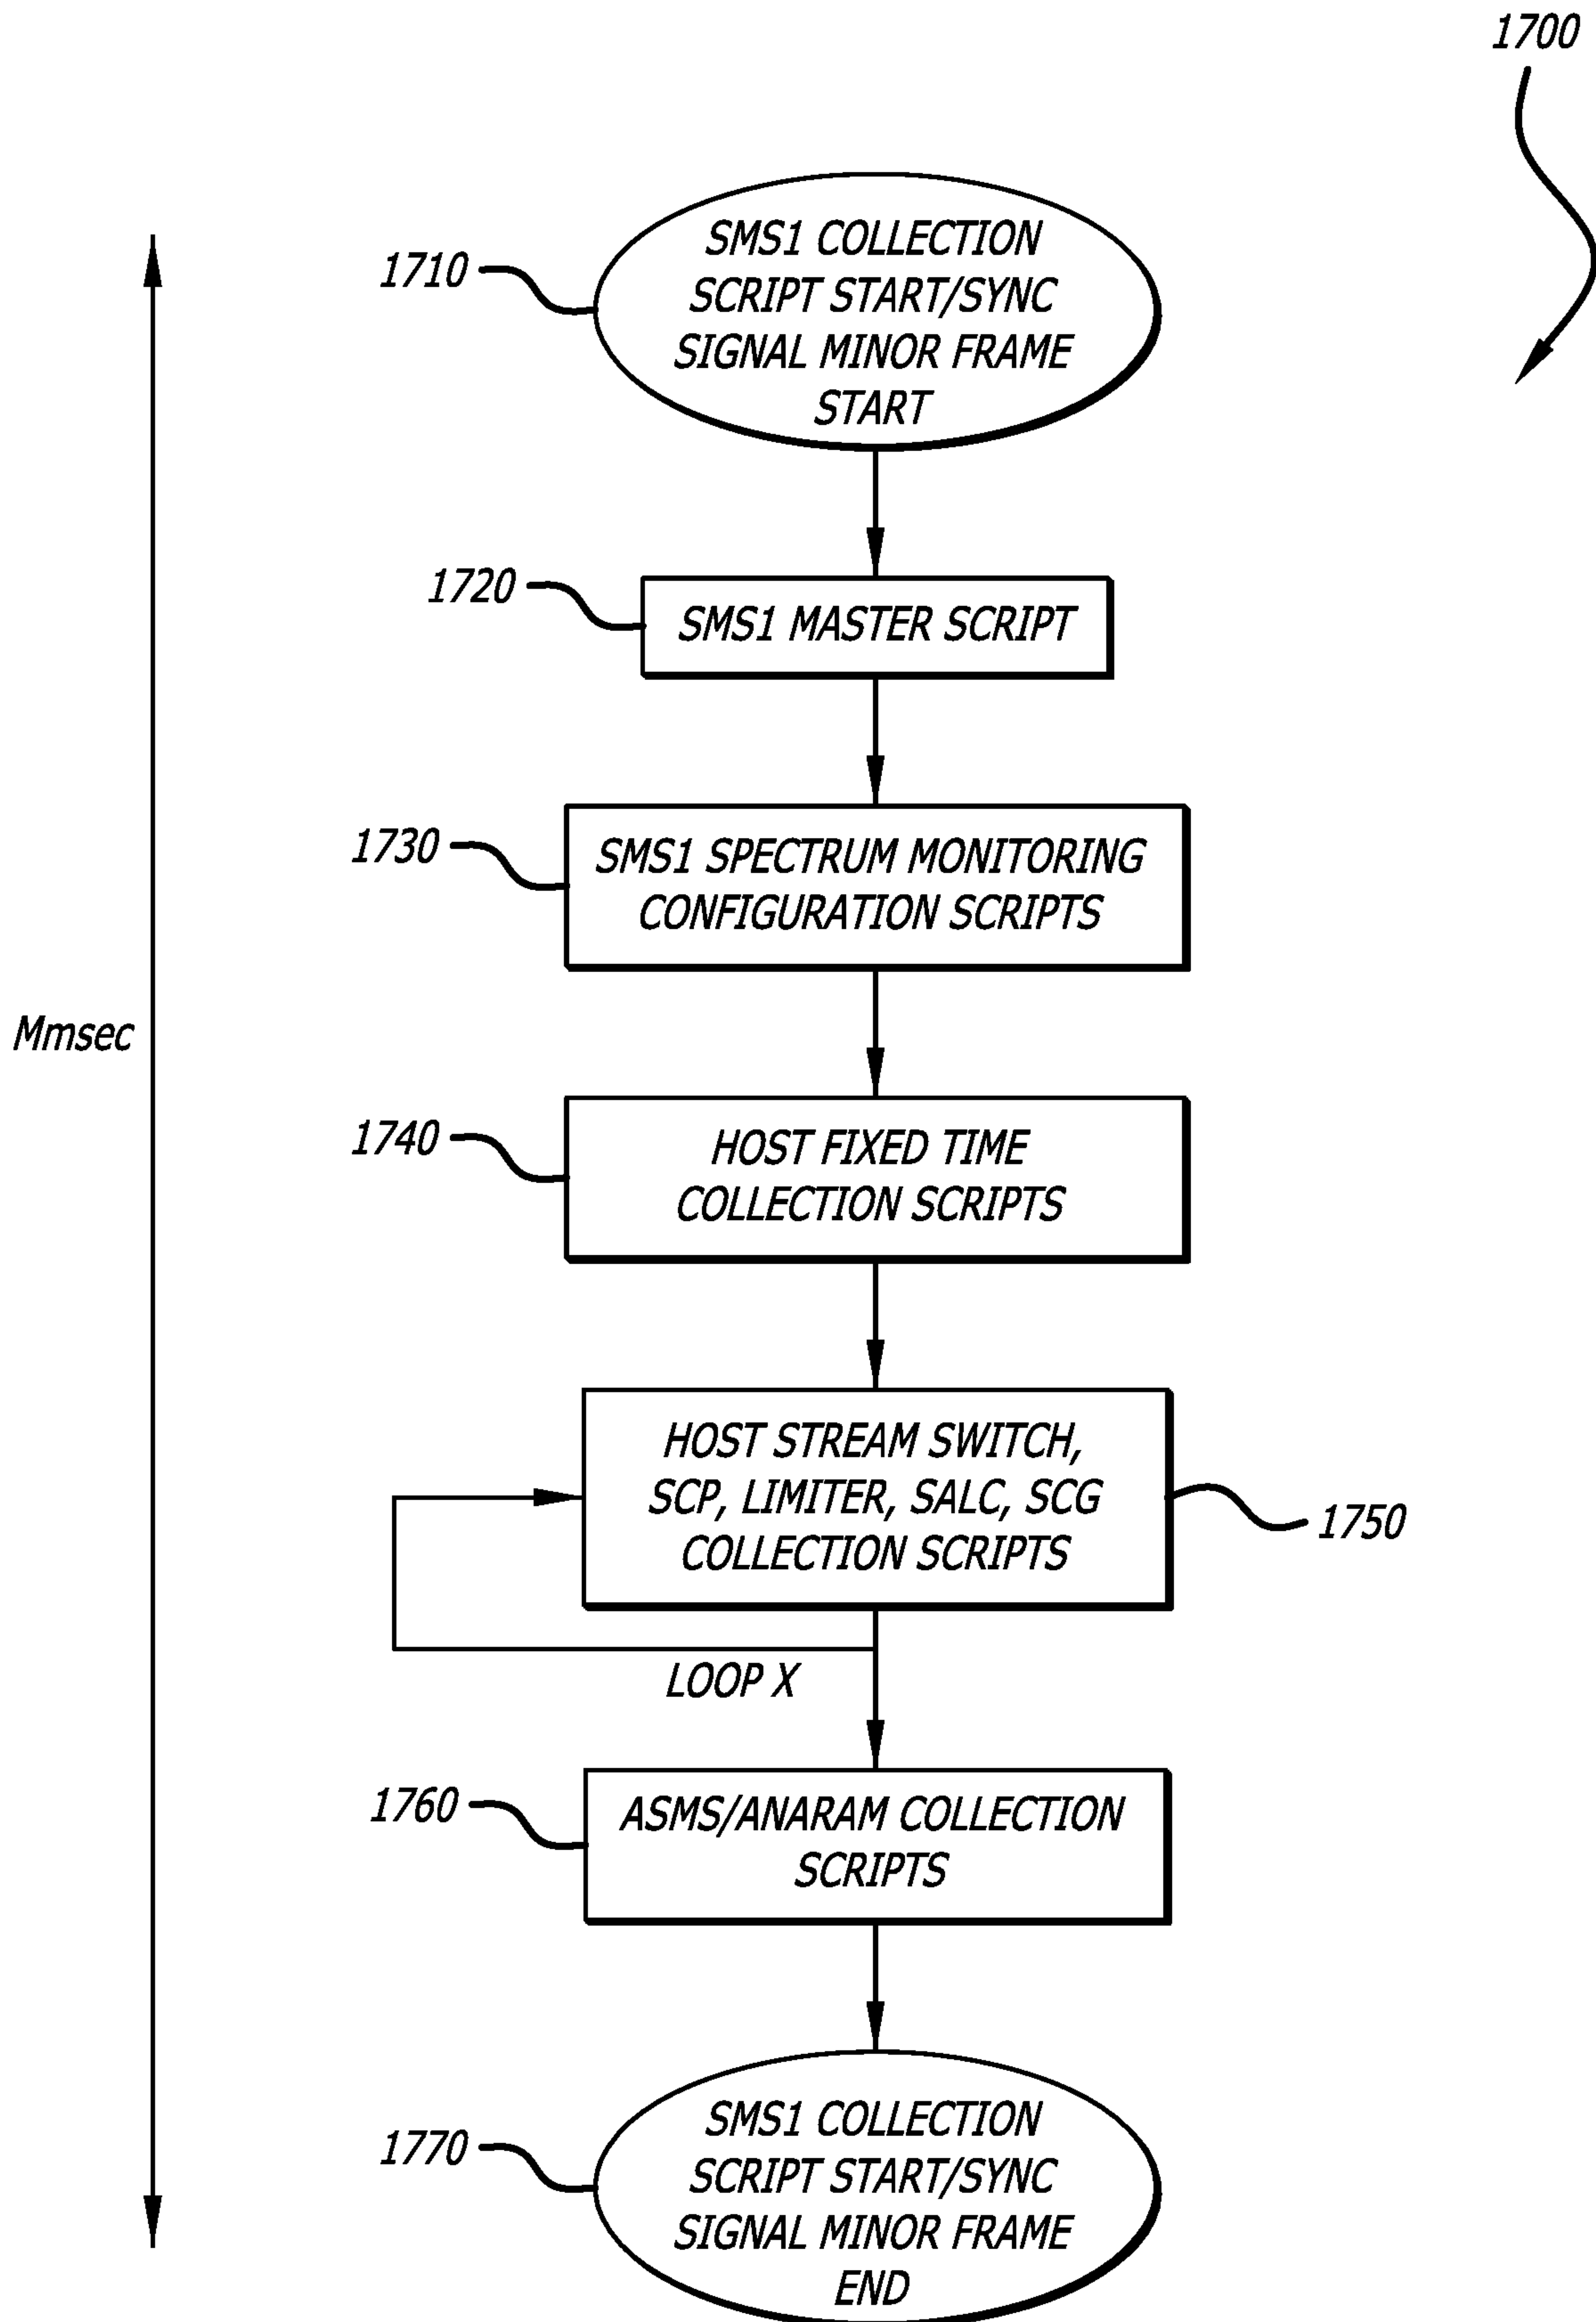 1700
1710
SMS1 COLLECTION
SCRIPT START/SYNC
SIGNAL MINOR FRAME
START
1720
SMS1 MASTER SCRIPT
1730
SMS1 SPECTRUM MONITORING
CONFIGURATION SCRIPTS
Mmsec
1740
HOST FIXED TIME
COLLECTION SCRIPTS
HOST STREAM SWITCH,
SCP, LIMITER, SALC, SCG
COLLECTION SCRIPTS
1750
LOOP X
1760
ASMS/ANARAM COLLECTION
SCRIPTS
1770
SMS1 COLLECTION
SCRIPT START/SYNC
SIGNAL MINOR FRAME
END